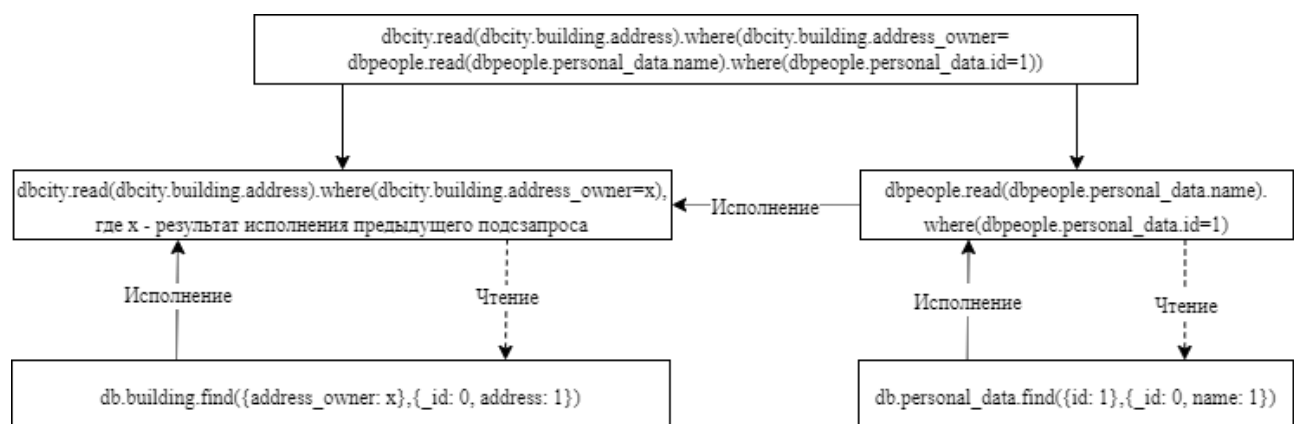 dbcity.read(dbcity.building.address).where(dbcity.building.address_owner=
dbpeople.read(dbpeople.personal_data.name).where(dbpeople.personal_data.id=1))
dbcity.read(dbcity.building.address).where(dbcity.building.address_owner=x),
где x - результат исполнения предыдущего подсзапроса
Исполнение
dbpeople.read(dbpeople.personal_data.name).
where(dbpeople.personal_data.id=1)
Исполнение
Чтение
Исполнение
Чтение
db.building.find({address_owner: x},{_id: 0, address: 1})
db.personal_data.find({id: 1},{_id: 0, name: 1})